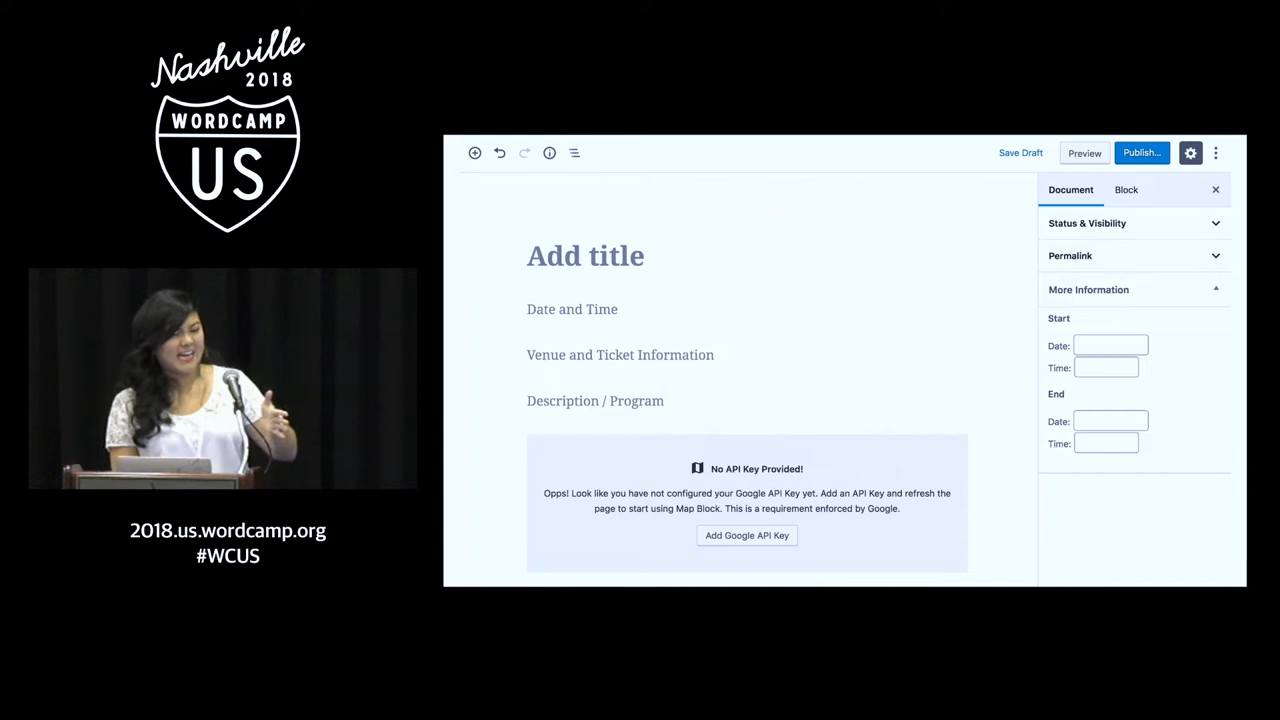 Nashville
2018
WORDCAMP
US
2018.us.wordcamp.org
#WCUS
Save Draft
Preview
Publish...
Document
Block
Status & Visibility
Permalink
More Information
Start
Date:
Time:
End
Date:
Time:
Add title
Date and Time
Venue and Ticket Information
Description / Program
No API Key Provided!
Opps! Look like you have not configured your Google API Key yet. Add an API Key and refresh the
page to start using Map Block. This is a requirement enforced by Google.
Add Google API Key